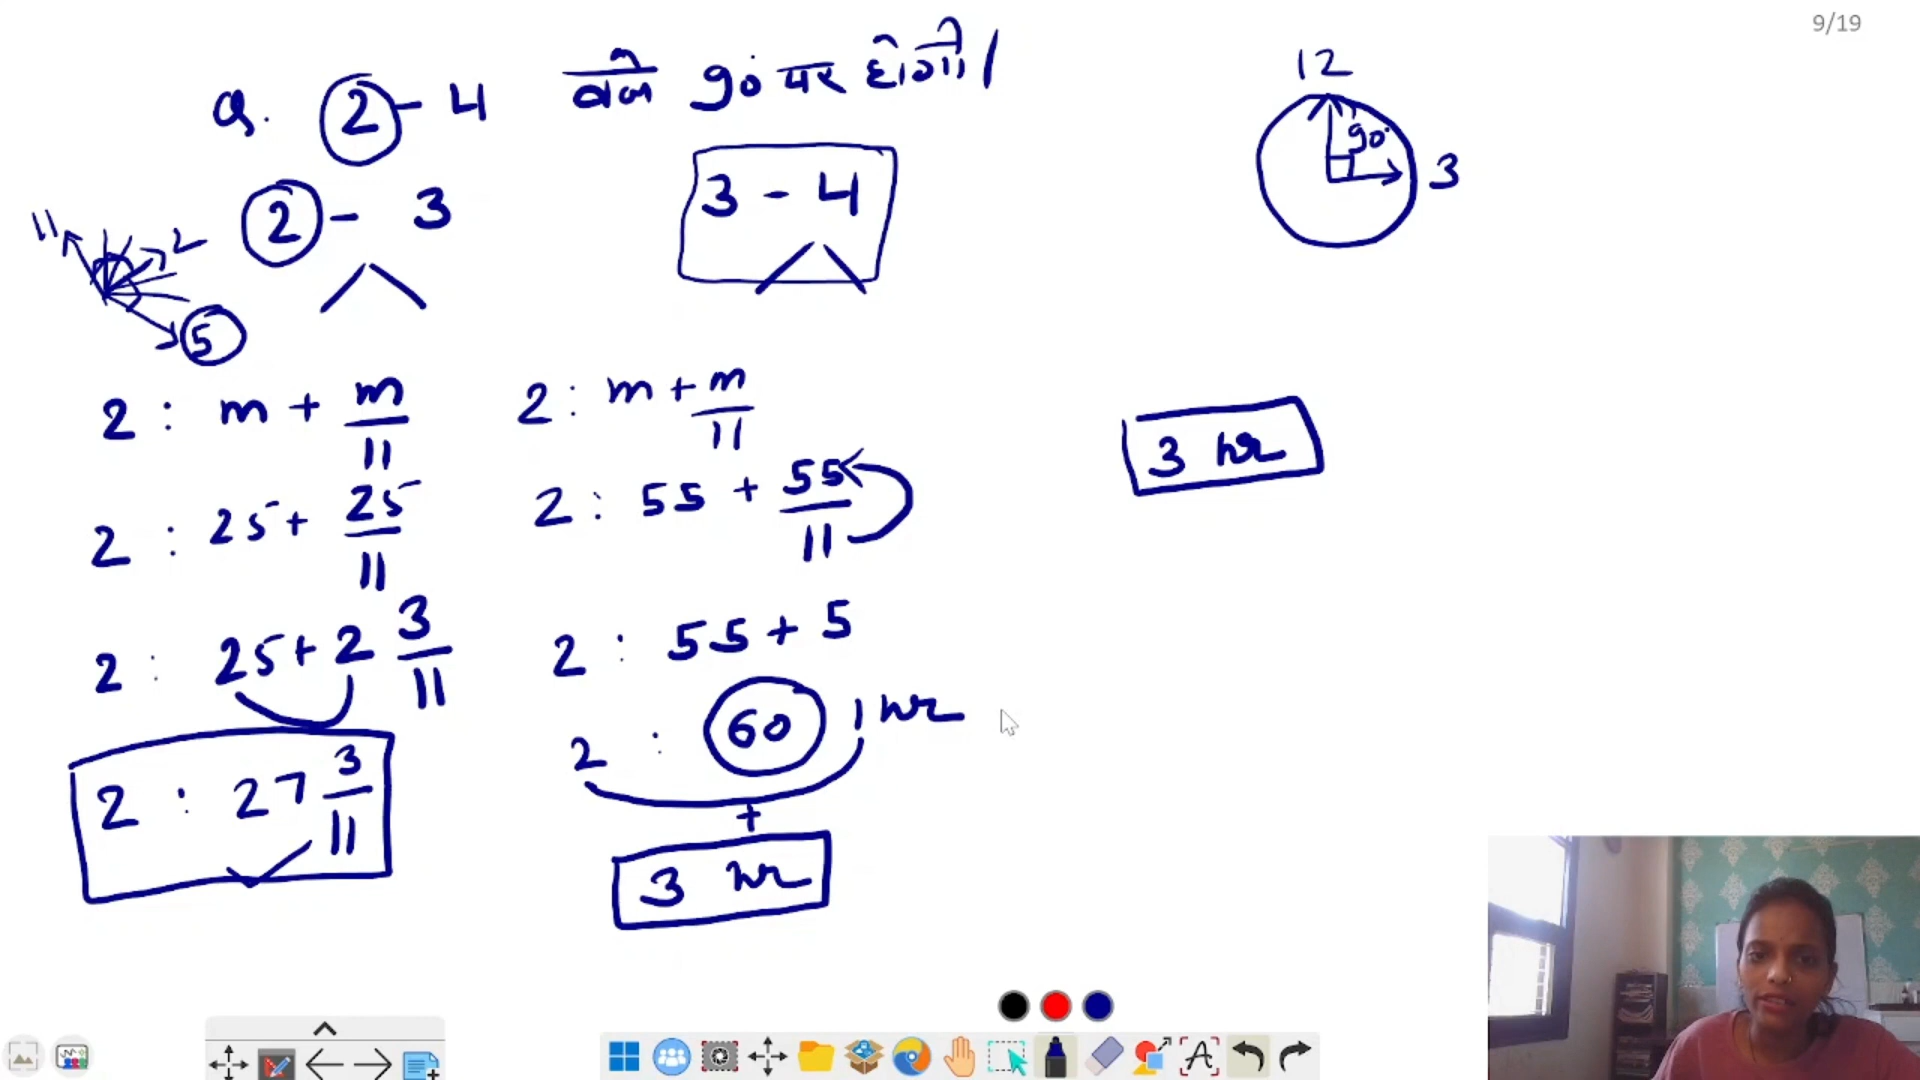 9/19
Q. 2 - 4 बजे 90° पर होगी।
2 - 3
3 - 4
12
90°
3
11
2
5
2 : m + m/11
2 : 25 + 25/11
2 : 25 + 2 3/11
2 : 27 3/11
2 : m + m/11
2 : 55 + 55/11
2 : 55 + 5
2 : 60 1 hr
+
3 hr
3 hr
A